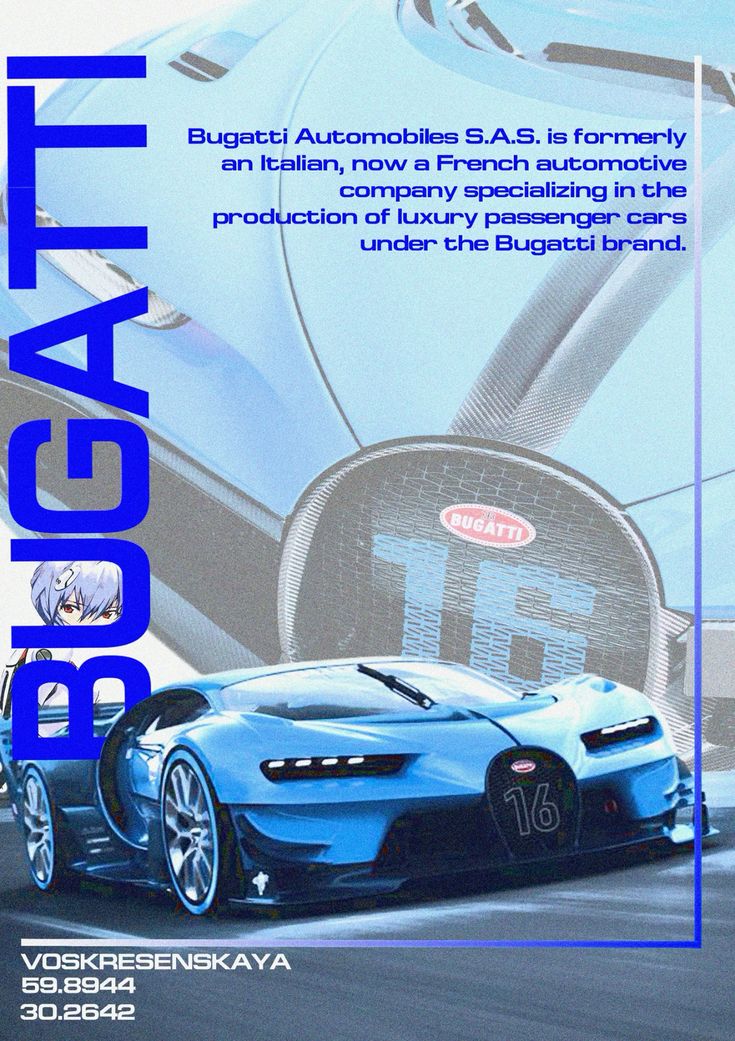 BUGATTI
Bugatti Automobiles S.A.S. is formerly
an Italian, now a French automotive
company specializing in the
production of luxury passenger cars
under the Bugatti brand.
BUGATTI
16
16
VOSKRESENSKAYA
59.8944
30.2642